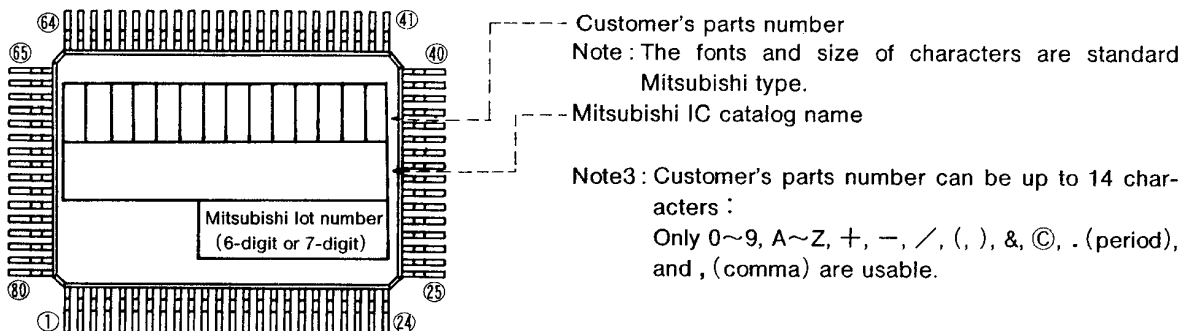 64 41
65 40
80 25
1 24
Mitsubishi lot number
(6-digit or 7-digit)
Customer's parts number
Note : The fonts and size of characters are standard
Mitsubishi type.
Mitsubishi IC catalog name
Note3 : Customer's parts number can be up to 14 char-
acters :
Only 0~9, A~Z, +, −, /, (, ), &, Ⓒ, . (period),
and , (comma) are usable.